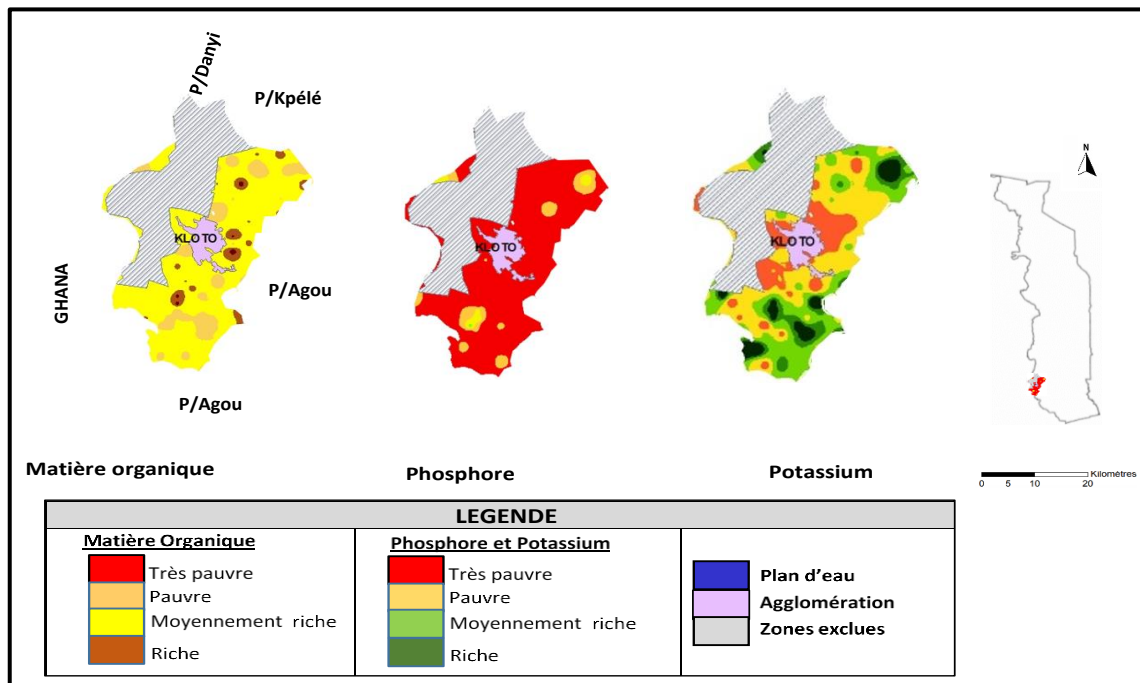 P/Danyi
P/Kpélé
KLOTO
GHANA
P/Agou
P/Agou
KLOTO
KLOTO
N
Matière organique
Phosphore
Potassium
Kilomètres
0 5 10 20
LEGENDE
Matière Organique
Très pauvre
Pauvre
Moyennement riche
Riche
Phosphore et Potassium
Très pauvre
Pauvre
Moyennement riche
Riche
Plan d'eau
Agglomération
Zones exclues